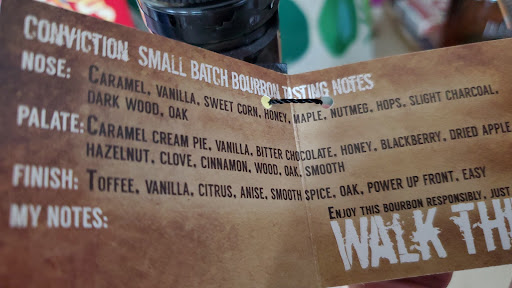 CONVICTION SMALL BATCH BOURBON TASTING NOTES
NOSE: CARAMEL, VANILLA, SWEET CORN, HONEY, MAPLE, NUTMEG, HOPS, SLIGHT CHARCOAL,
DARK WOOD, OAK
PALATE: CARAMEL CREAM PIE, VANILLA, BITTER CHOCOLATE, HONEY, BLACKBERRY, DRIED APPLE
HAZELNUT, CLOVE, CINNAMON, WOOD, OAK, SMOOTH
FINISH: TOFFEE, VANILLA, CITRUS, ANISE, SMOOTH SPICE, OAK, POWER UP FRONT, EASY
MY NOTES:
ENJOY THIS BOURBON RESPONSIBLY, JUST
WALK TH